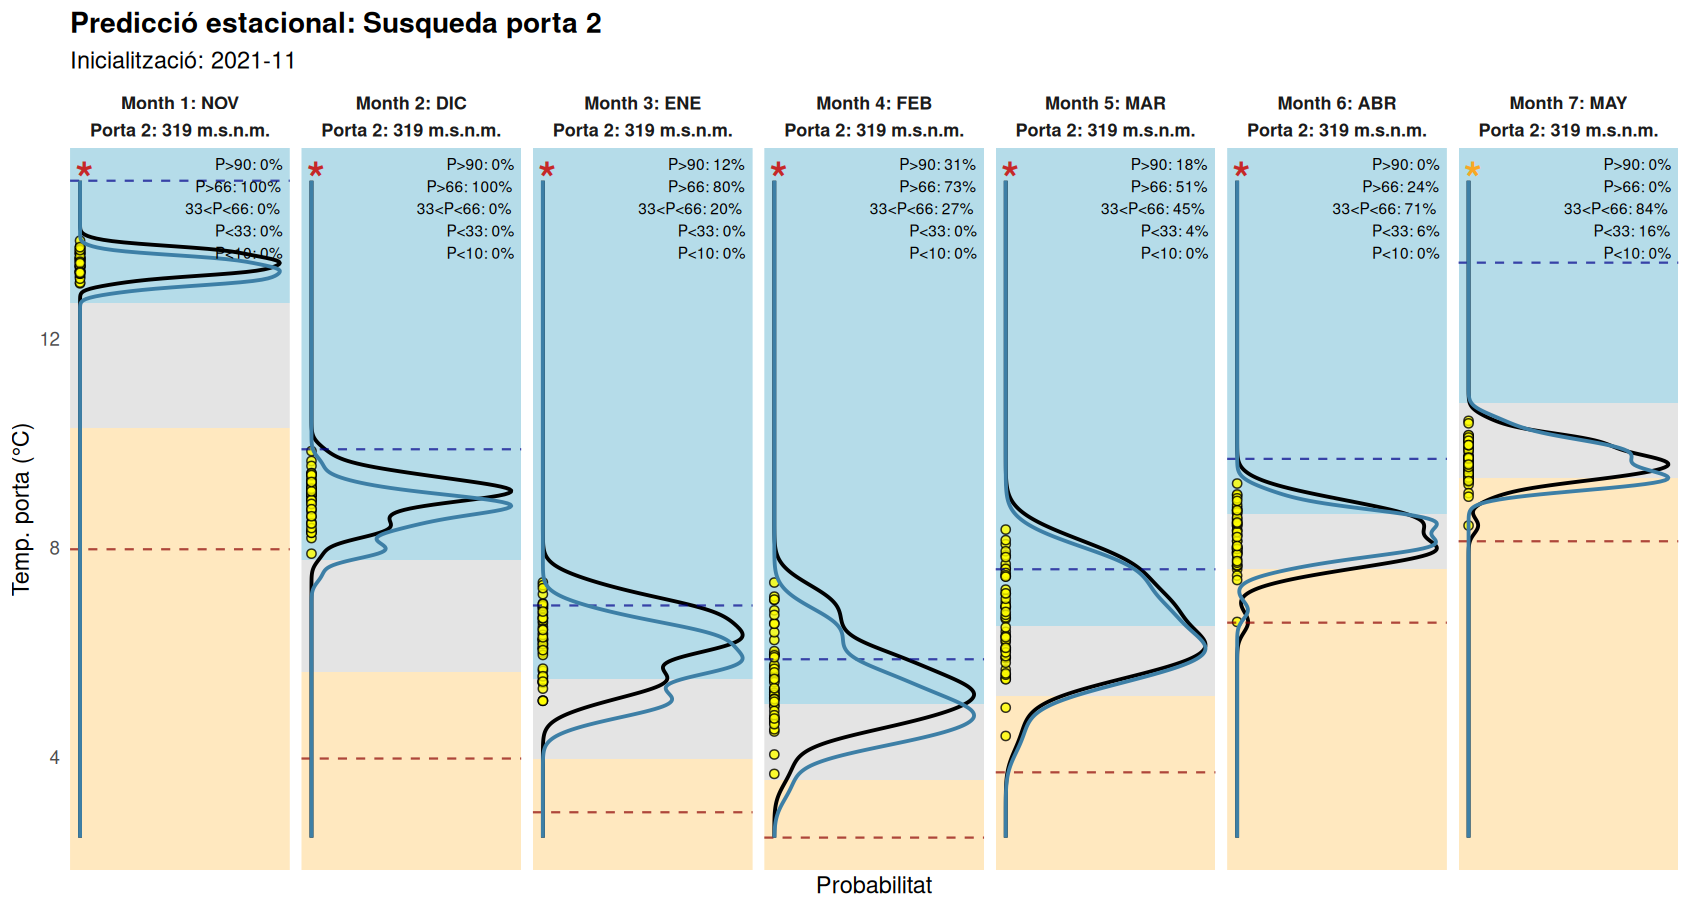 Predicció estacional: Susqueda porta 2
Inicialització: 2021-11
Month 1: NOV
Porta 2: 319 m.s.n.m.
P>90: 0%
P>66: 100%
33<P<66: 0%
P<33: 0%
P<10: 0%
Month 2: DIC
Porta 2: 319 m.s.n.m.
P>90: 0%
P>66: 100%
33<P<66: 0%
P<33: 0%
P<10: 0%
Month 3: ENE
Porta 2: 319 m.s.n.m.
P>90: 12%
P>66: 80%
33<P<66: 20%
P<33: 0%
P<10: 0%
Month 4: FEB
Porta 2: 319 m.s.n.m.
P>90: 31%
P>66: 73%
33<P<66: 27%
P<33: 0%
P<10: 0%
Month 5: MAR
Porta 2: 319 m.s.n.m.
P>90: 18%
P>66: 51%
33<P<66: 45%
P<33: 4%
P<10: 0%
Month 6: ABR
Porta 2: 319 m.s.n.m.
P>90: 0%
P>66: 24%
33<P<66: 71%
P<33: 6%
P<10: 0%
Month 7: MAY
Porta 2: 319 m.s.n.m.
P>90: 0%
P>66: 0%
33<P<66: 84%
P<33: 16%
P<10: 0%
12
8
4
Temp. porta (°C)
Probabilitat